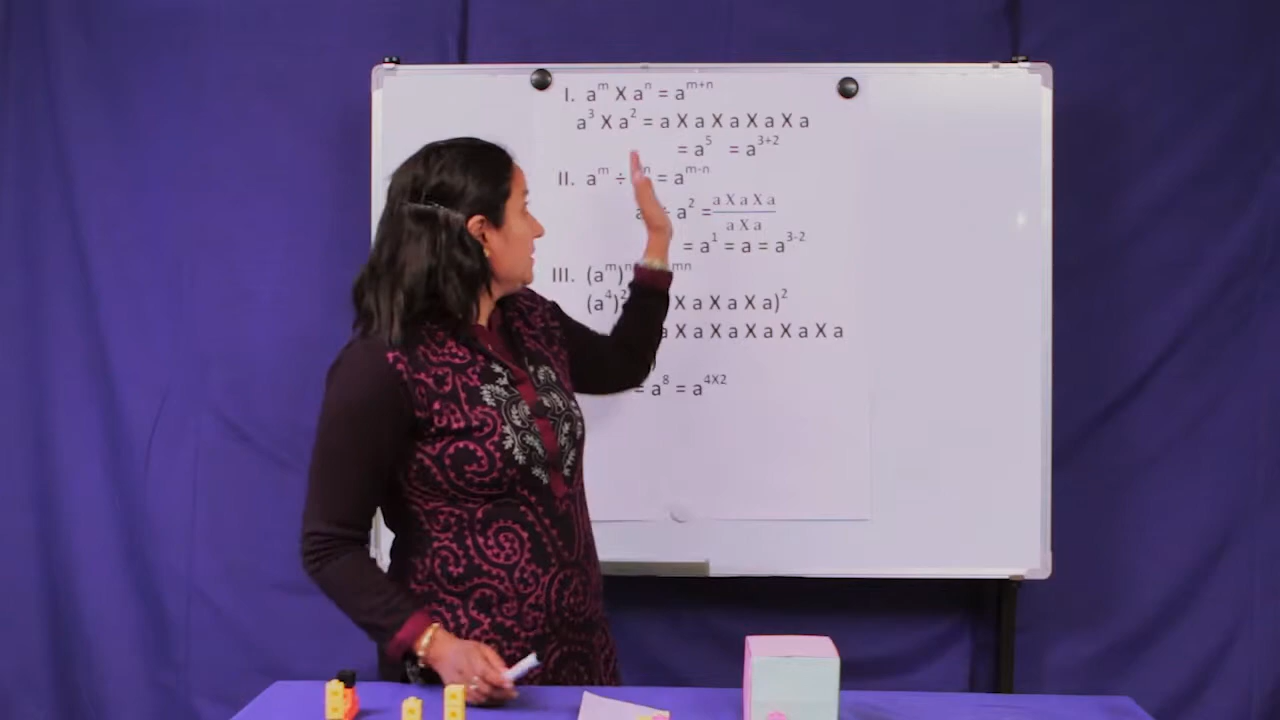 I. aᵐ X aⁿ = aᵐ⁺ⁿ
a³ X a² = a X a X a X a X a
= a⁵ = a³⁺²
II. aᵐ ÷ ⁿ = aᵐ⁻ⁿ
a ÷ a² = a X a X a
a X a
= a¹ = a = a³⁻²
III. (aᵐ)ⁿ ᵐⁿ
(a⁴)² X a X a X a)²
a X a X a X a X a X a X a
)
= a⁸ = a⁴ˣ²